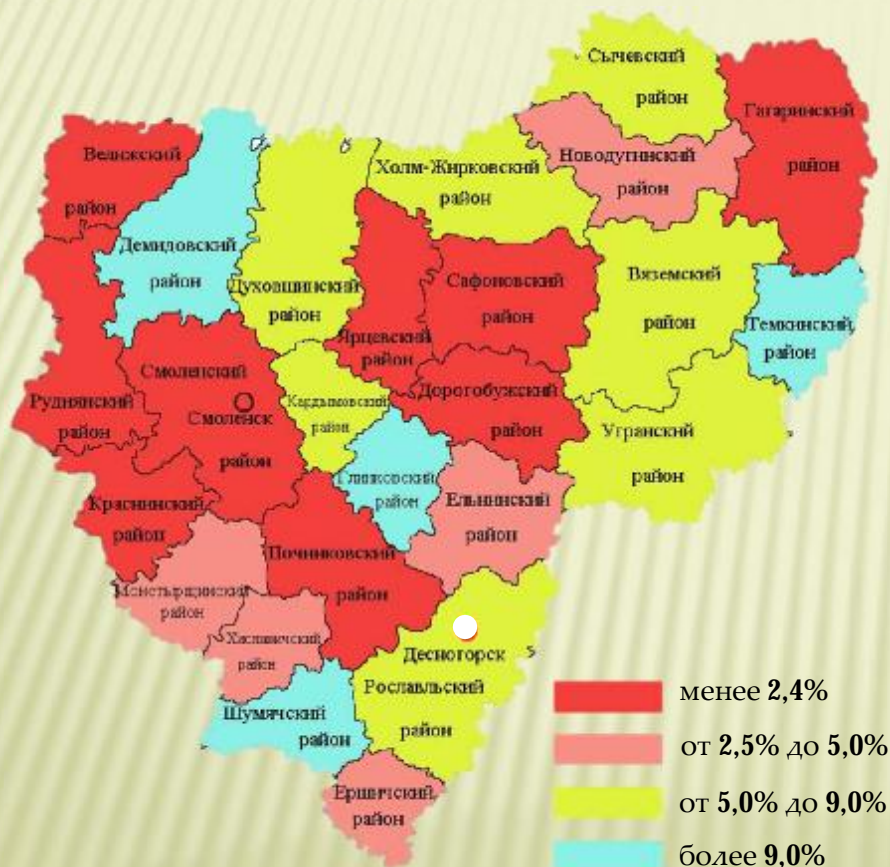 Сычевский
район
Гагаринский
район
Новодугинский
район
Велижский
район
Холм-Жирковский
район
Демидовский
район
Духовщинский
район
Сафоновский
район
Вяземский
район
Темкинский
район
Ярцевский
район
Смоленский
Смоленск
район
Руднянский
район
Кардымовский
район
Дорогобужский
район
Угранский
район
Глинковский
район
Ельнинский
район
Краснинский
район
Починковский
район
Монстырщинский
район
Хиславичский
район
Десногорск
Рославльский
район
Шумячский
район
Ершичский
район
менее 2,4%
от 2,5% до 5,0%
от 5,0% до 9,0%
более 9,0%